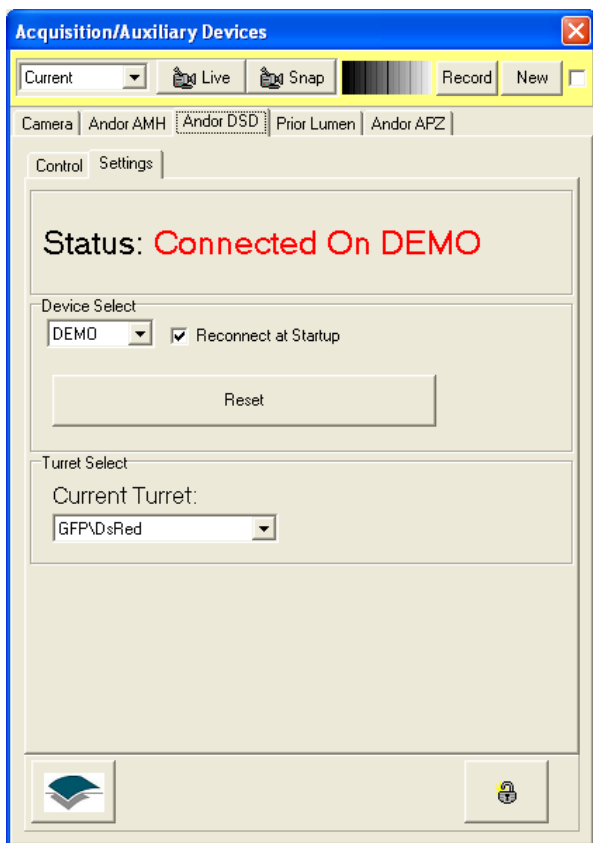 Acquisition/Auxiliary Devices
Current Live Snap Record New
Camera Andor AMH Andor DSD Prior Lumen Andor APZ
Control Settings
Status: Connected On DEMO
Device Select
DEMO Reconnect at Startup
Reset
Turret Select
Current Turret:
GFP\DsRed